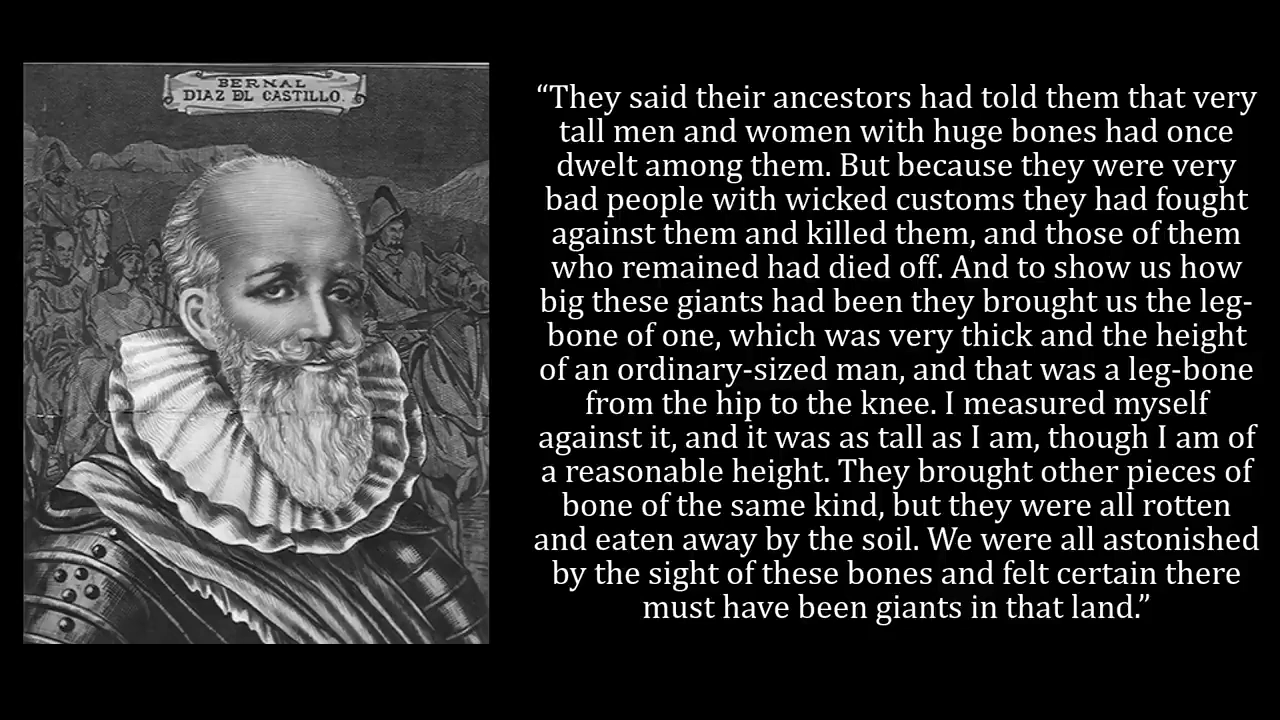 BERNAL
DIAZ DEL CASTILLO.
“They said their ancestors had told them that very
tall men and women with huge bones had once
dwelt among them. But because they were very
bad people with wicked customs they had fought
against them and killed them, and those of them
who remained had died off. And to show us how
big these giants had been they brought us the leg-
bone of one, which was very thick and the height
of an ordinary-sized man, and that was a leg-bone
from the hip to the knee. I measured myself
against it, and it was as tall as I am, though I am of
a reasonable height. They brought other pieces of
bone of the same kind, but they were all rotten
and eaten away by the soil. We were all astonished
by the sight of these bones and felt certain there
must have been giants in that land.”